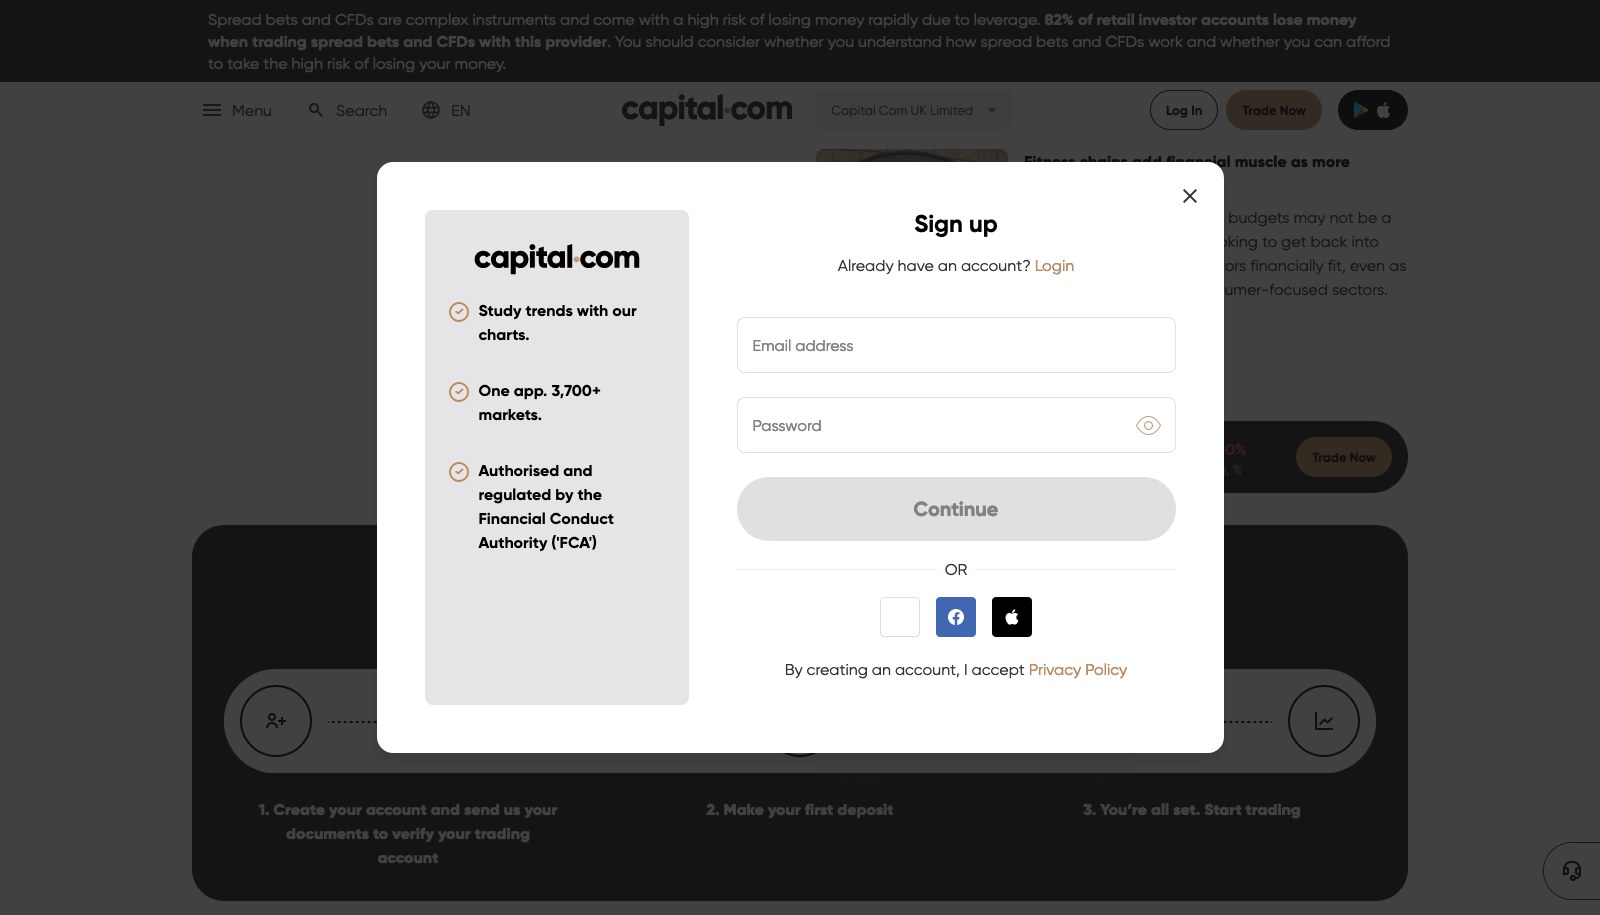 Spread bets and CFDs are complex instruments and come with a high risk of losing money rapidly due to leverage. 82% of retail investor accounts lose money
when trading spread bets and CFDs with this provider. You should consider whether you understand how spread bets and CFDs work and whether you can afford
to take the high risk of losing your money.
Menu
Search
EN
capital.com
Capital Com UK Limited
Log In
Trade Now
Fitness chains add financial muscle as more
budgets may not be a
to get back into
financially fit, even as
sectors.
Trade Now
capital.com
Study trends with our
charts.
One app. 3,700+
markets.
Authorised and
regulated by the
Financial Conduct
Authority ('FCA')
Sign up
Already have an account? Login
Email address
Password
Continue
OR
By creating an account, I accept Privacy Policy
1. Create your account and send us your
documents to verify your trading
account
2. Make your first deposit
3. You’re all set. Start trading